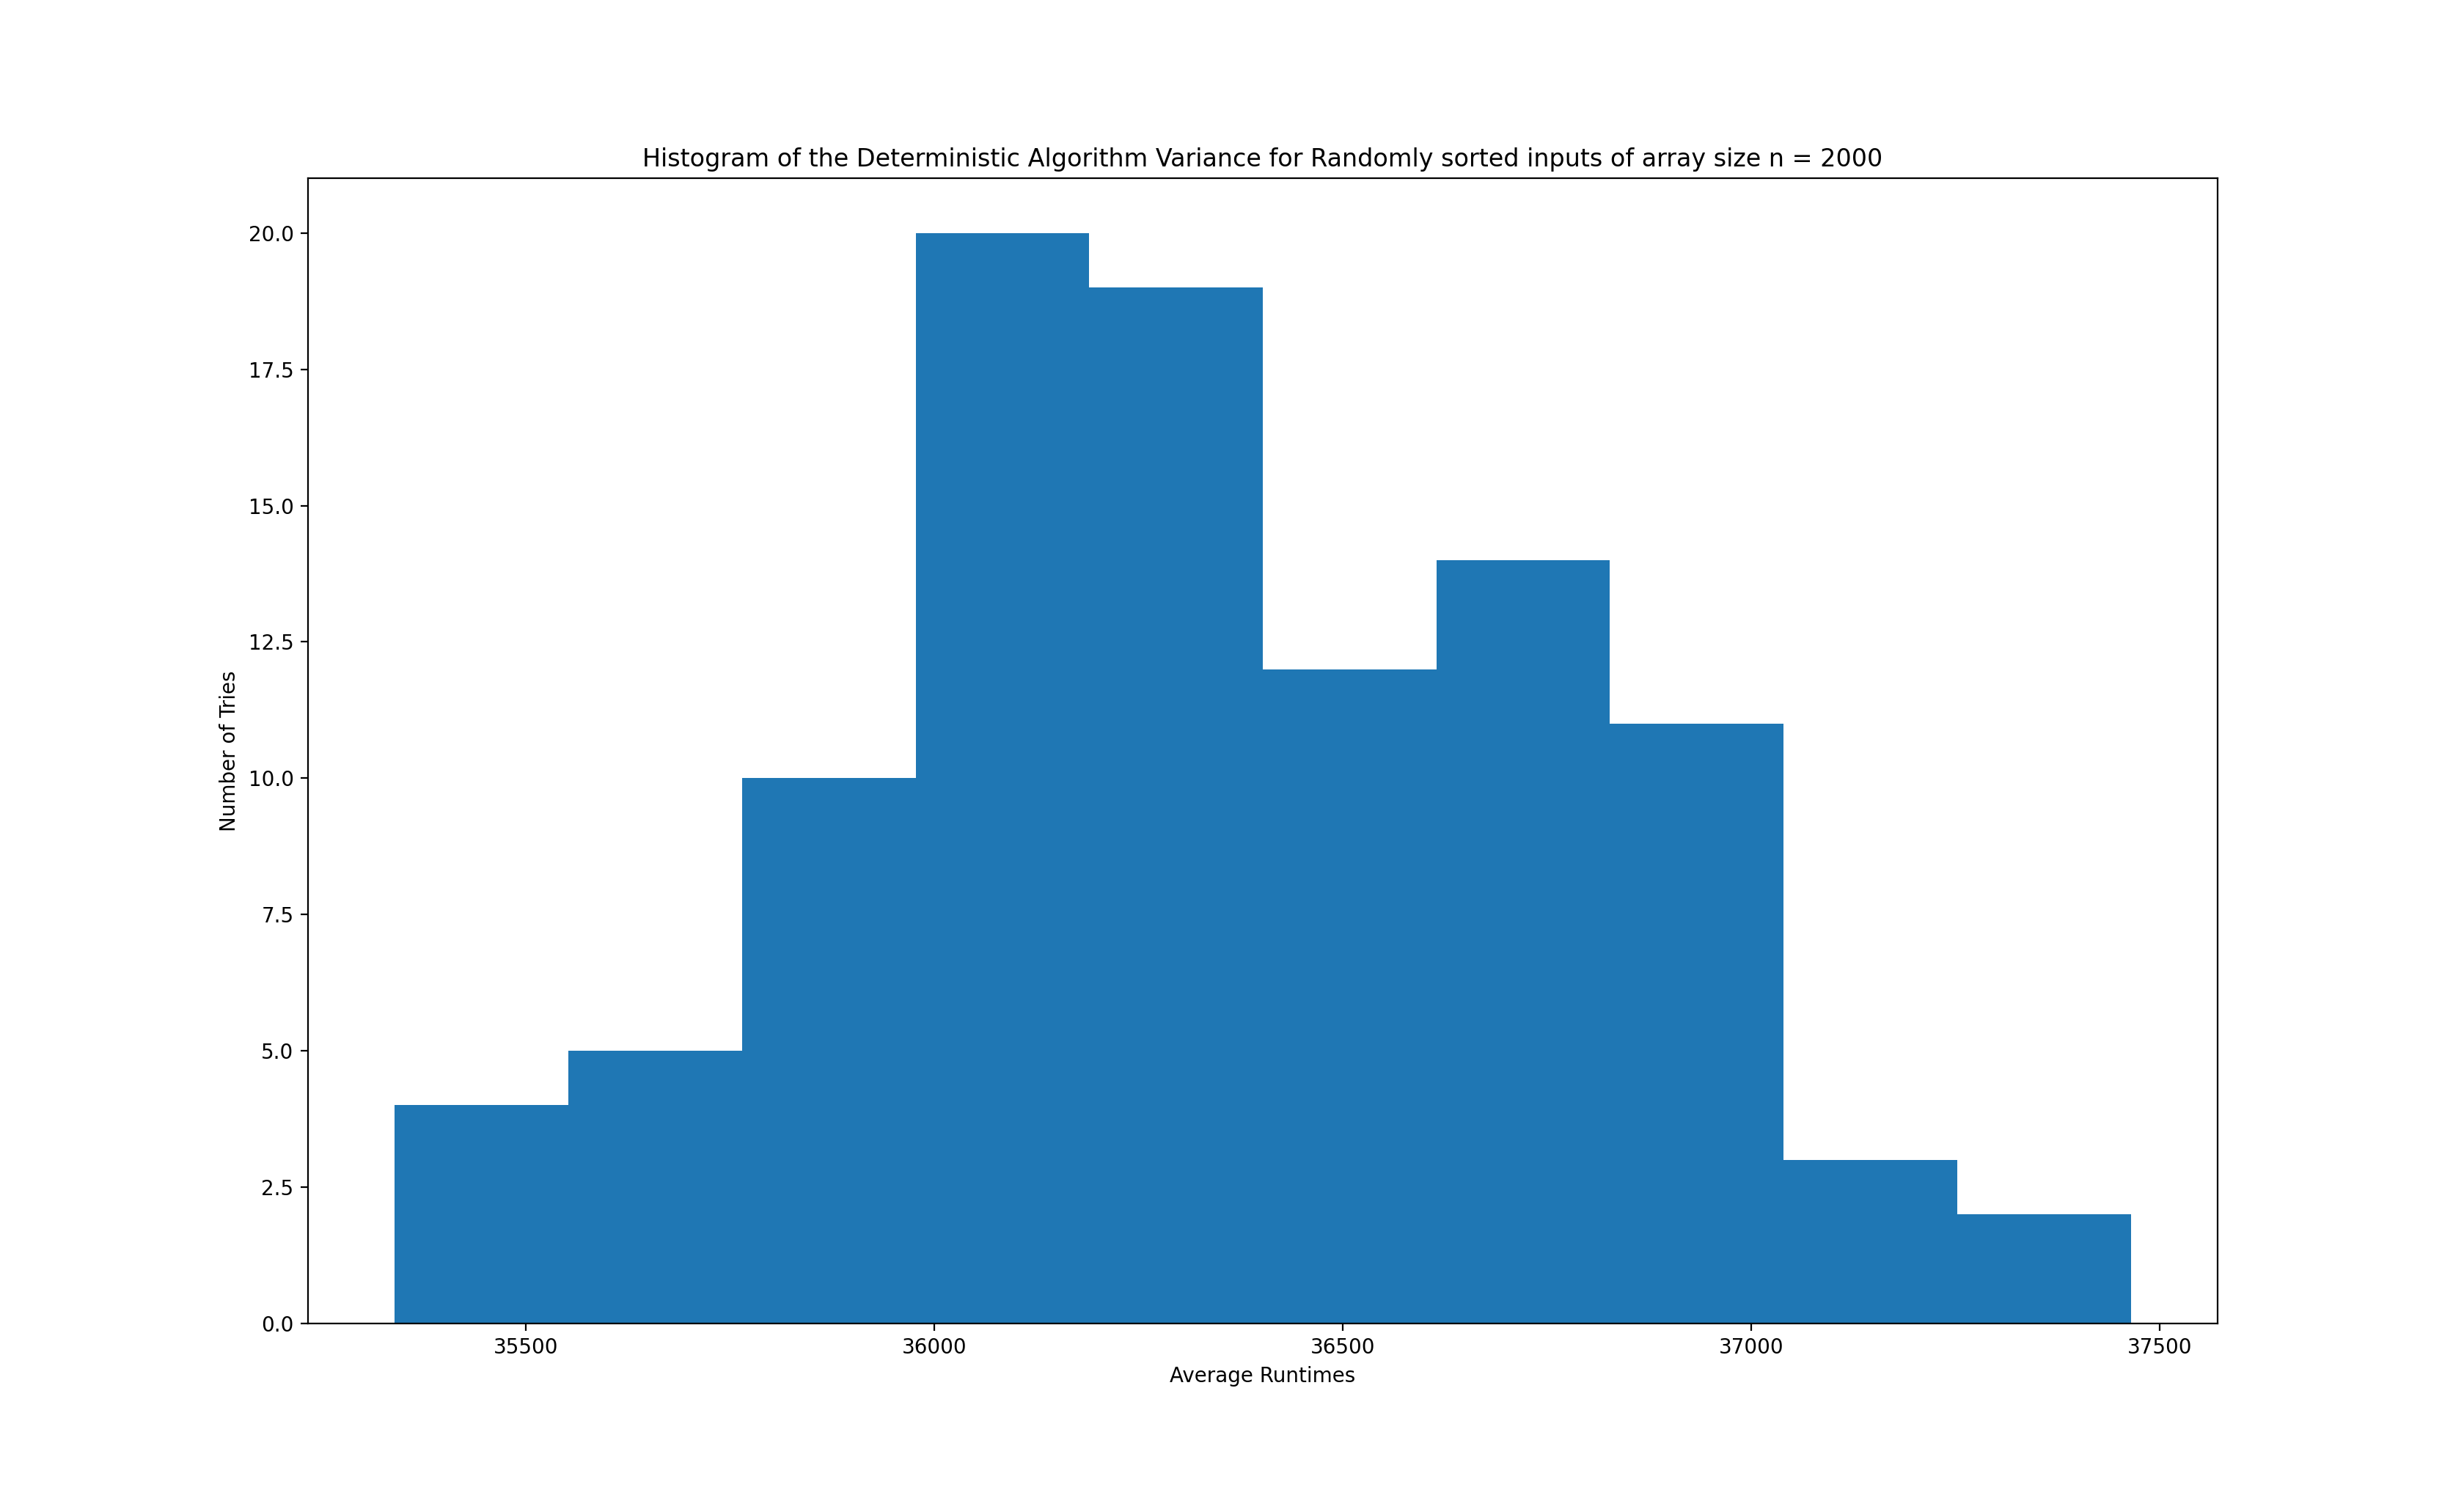 Histogram of the Deterministic Algorithm Variance for Randomly sorted inputs of array size n = 2000
20.0
17.5
15.0
12.5
10.0
7.5
5.0
2.5
0.0
Number of Tries
35500 36000 36500 37000 37500
Average Runtimes